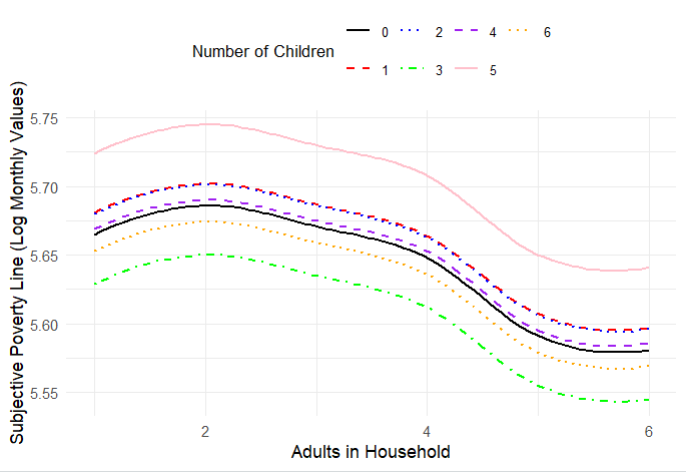 Number of Children
0 2 4 6
1 3 5
Subjective Poverty Line (Log Monthly Values)
5.75
5.70
5.65
5.60
5.55
2 4 6
Adults in Household